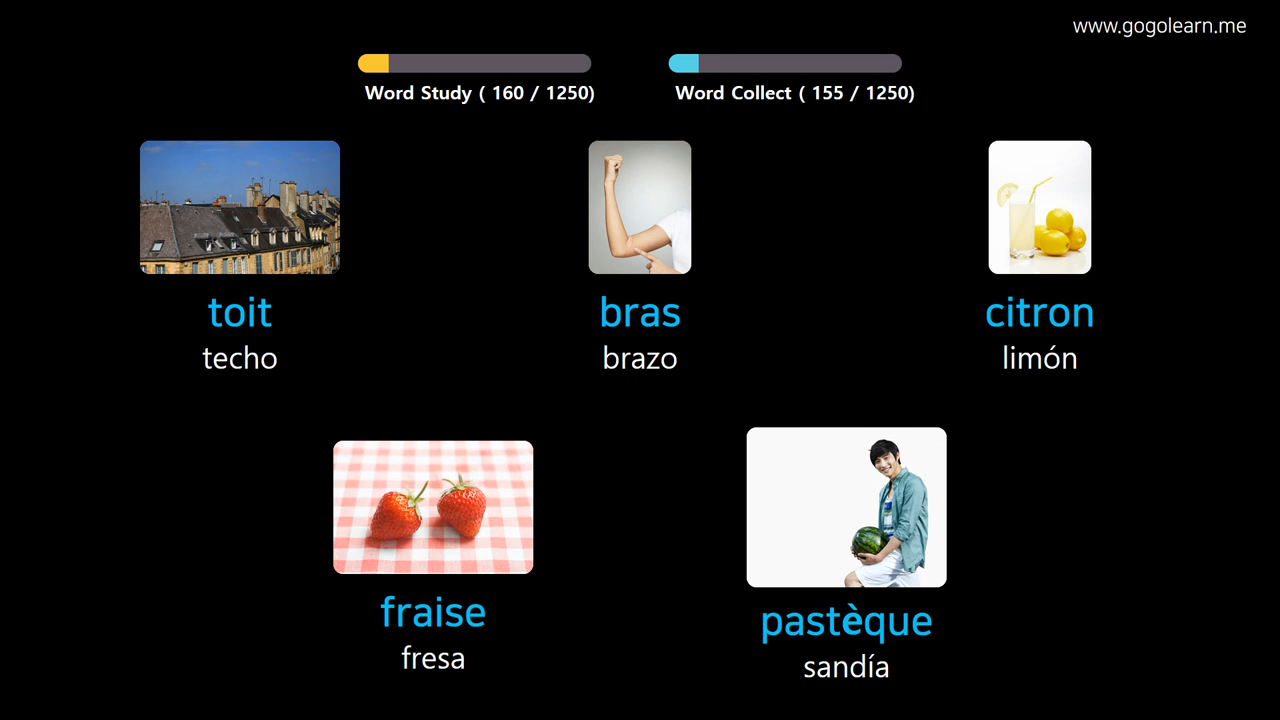 www.gogolearn.me
Word Study ( 160 / 1250)
Word Collect ( 155 / 1250)
toit
techo
bras
brazo
citron
limón
fraise
fresa
pastèque
sandía